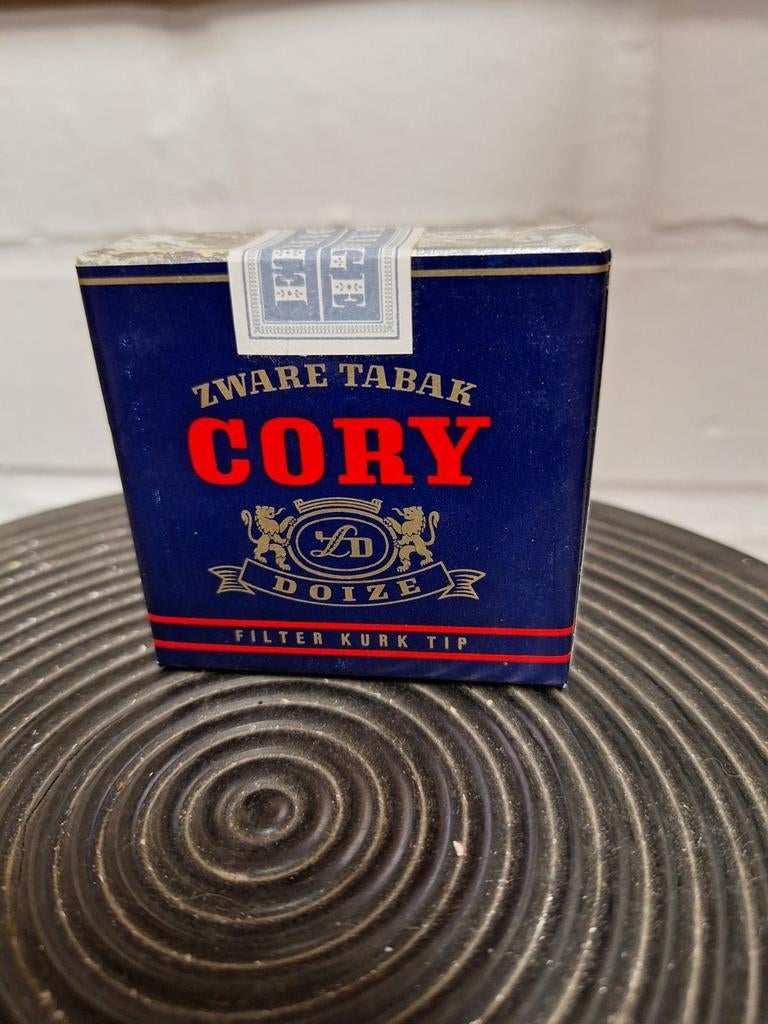 ZWARE TABAK
CORY
LD
DOIZE
FILTER KURK TIP